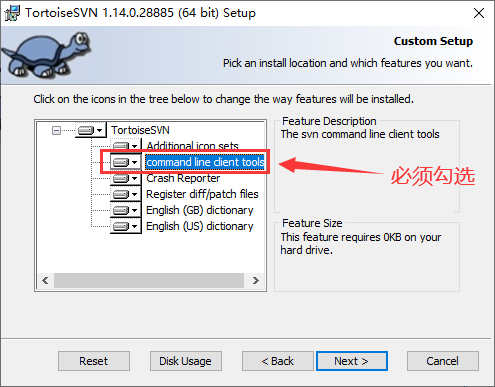 TortoiseSVN 1.14.0.28885 (64 bit) Setup
Custom Setup
Pick an install location and which features you want.
Click on the icons in the tree below to change the way features will be installed.
TortoiseSVN
Additional icon sets
command line client tools
Crash Reporter
Register diff/patch files
English (GB) dictionary
English (US) dictionary
Feature Description
The svn command line client tools
必须勾选
Feature Size
This feature requires 0KB on your
hard drive.
Reset
Disk Usage
< Back
Next >
Cancel